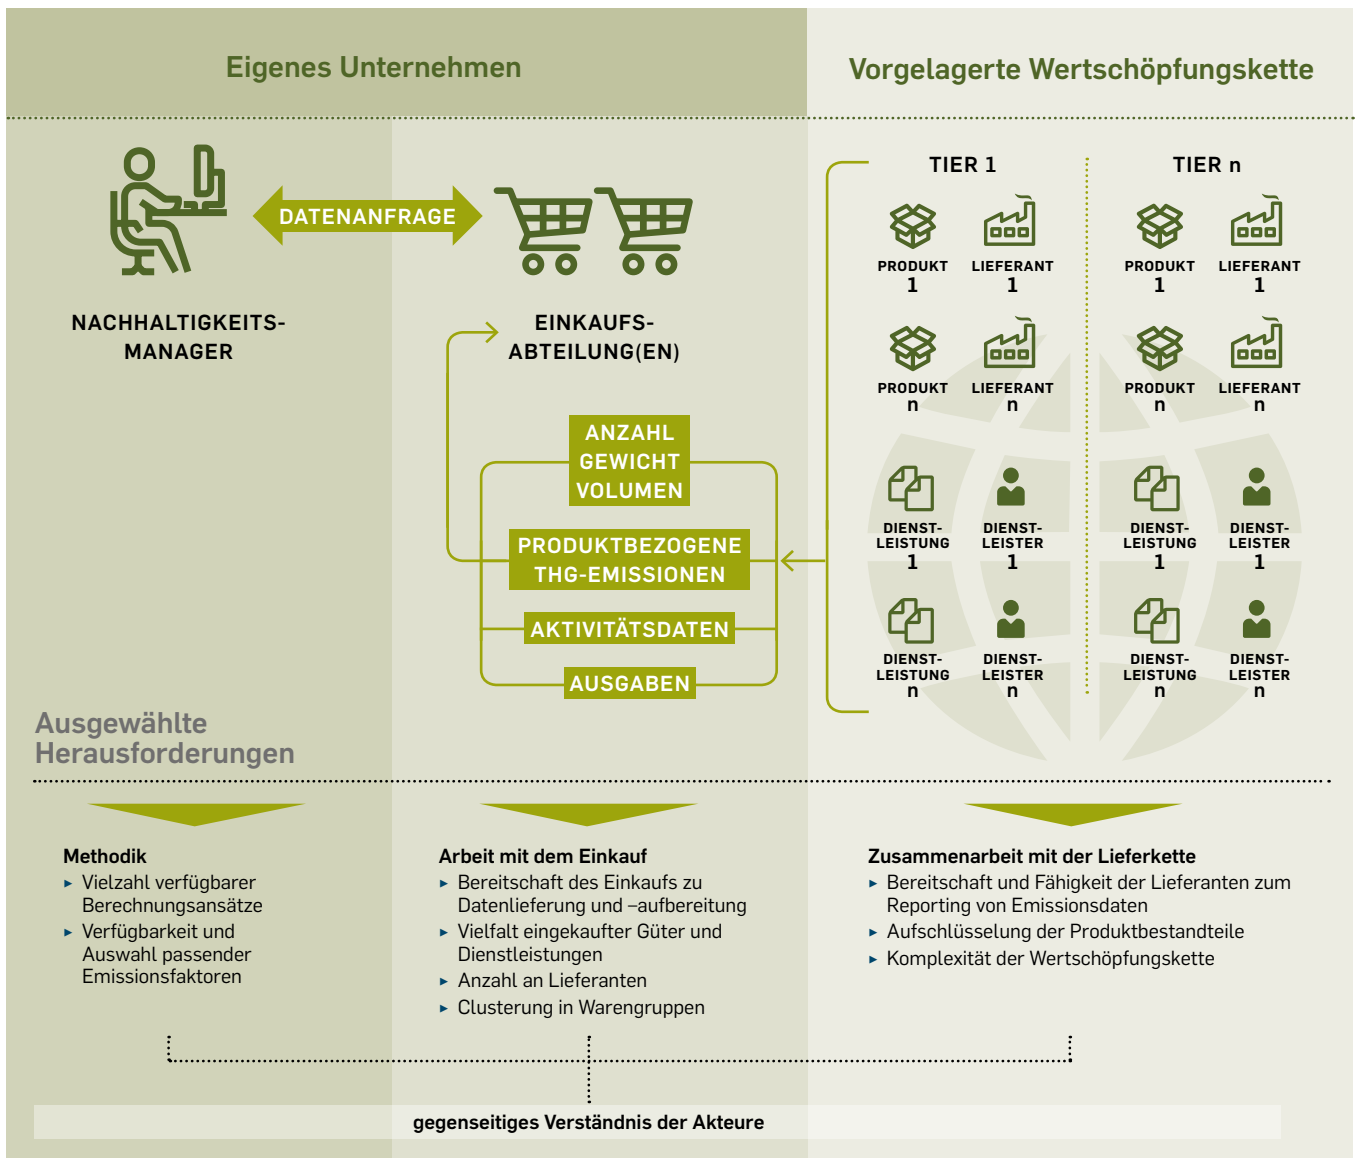 Eigenes Unternehmen
Vorgelagerte Wertschöpfungskette
DATENANFRAGE
NACHHALTIGKEITS-
MANAGER
EINKAUFS-
ABTEILUNG(EN)
ANZAHL
GEWICHT
VOLUMEN
PRODUKTBEZOGENE
THG-EMISSIONEN
AKTIVITÄTSDATEN
AUSGABEN
TIER 1
PRODUKT
1
LIEFERANT
1
PRODUKT
n
LIEFERANT
n
DIENST-
LEISTUNG
1
DIENST-
LEISTER
1
DIENST-
LEISTUNG
n
DIENST-
LEISTER
n
TIER n
PRODUKT
1
LIEFERANT
1
PRODUKT
n
LIEFERANT
n
DIENST-
LEISTUNG
1
DIENST-
LEISTER
1
DIENST-
LEISTUNG
n
DIENST-
LEISTER
n
Ausgewählte
Herausforderungen
Methodik
▸ Vielzahl verfügbarer
Berechnungsansätze
▸ Verfügbarkeit und
Auswahl passender
Emissionsfaktoren
Arbeit mit dem Einkauf
▸ Bereitschaft des Einkaufs zu
Datenlieferung und –aufbereitung
▸ Vielfalt eingekaufter Güter und
Dienstleistungen
▸ Anzahl an Lieferanten
▸ Clusterung in Warengruppen
Zusammenarbeit mit der Lieferkette
▸ Bereitschaft und Fähigkeit der Lieferanten zum
Reporting von Emissionsdaten
▸ Aufschlüsselung der Produktbestandteile
▸ Komplexität der Wertschöpfungskette
gegenseitiges Verständnis der Akteure